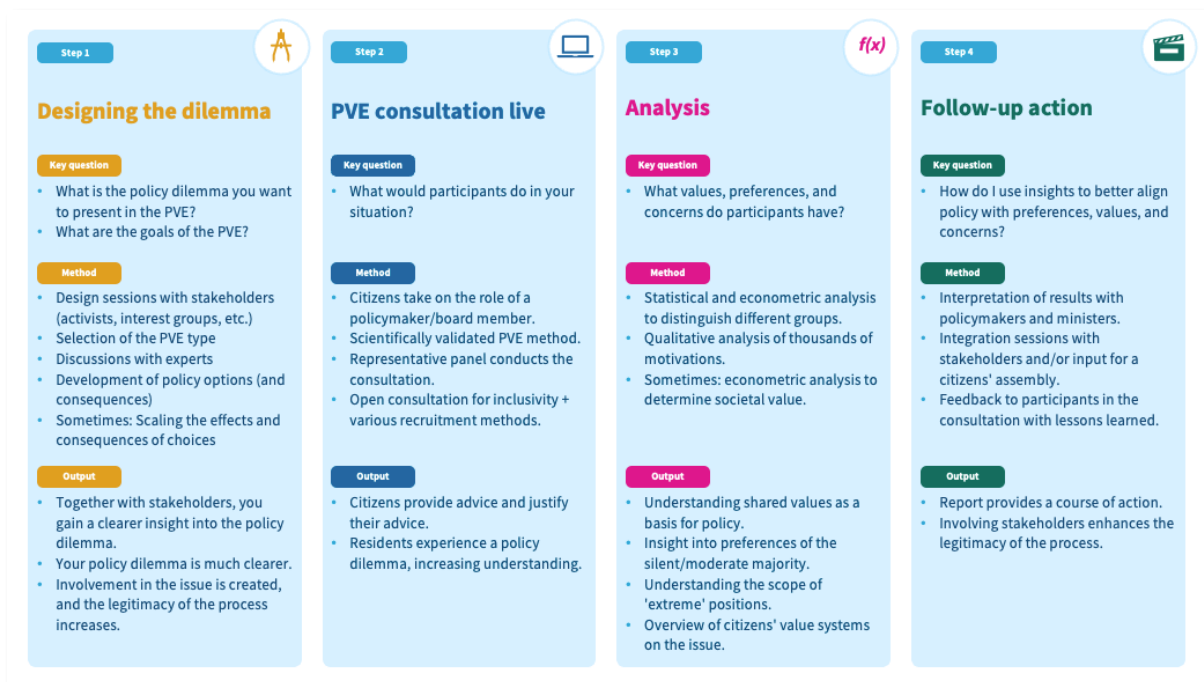 Step 1
Designing the dilemma
Key question
• What is the policy dilemma you want
to present in the PVE?
• What are the goals of the PVE?
Method
• Design sessions with stakeholders
(activists, interest groups, etc.)
• Selection of the PVE type
• Discussions with experts
• Development of policy options (and
consequences)
• Sometimes: Scaling the effects and
consequences of choices
Output
• Together with stakeholders, you
gain a clearer insight into the policy
dilemma.
• Your policy dilemma is much clearer.
• Involvement in the issue is created,
and the legitimacy of the process
increases.
Step 2
PVE consultation live
Key question
• What would participants do in your
situation?
Method
• Citizens take on the role of a
policymaker/board member.
• Scientifically validated PVE method.
• Representative panel conducts the
consultation.
• Open consultation for inclusivity +
various recruitment methods.
Output
• Citizens provide advice and justify
their advice.
• Residents experience a policy
dilemma, increasing understanding.
Step 3
f(x)
Analysis
Key question
• What values, preferences, and
concerns do participants have?
Method
• Statistical and econometric analysis
to distinguish different groups.
• Qualitative analysis of thousands of
motivations.
• Sometimes: econometric analysis to
determine societal value.
Output
• Understanding shared values as a
basis for policy.
• Insight into preferences of the
silent/moderate majority.
• Understanding the scope of
'extreme' positions.
• Overview of citizens' value systems
on the issue.
Step 4
Follow-up action
Key question
• How do I use insights to better align
policy with preferences, values, and
concerns?
Method
• Interpretation of results with
policymakers and ministers.
• Integration sessions with
stakeholders and/or input for a
citizens' assembly.
• Feedback to participants in the
consultation with lessons learned.
Output
• Report provides a course of action.
• Involving stakeholders enhances the
legitimacy of the process.